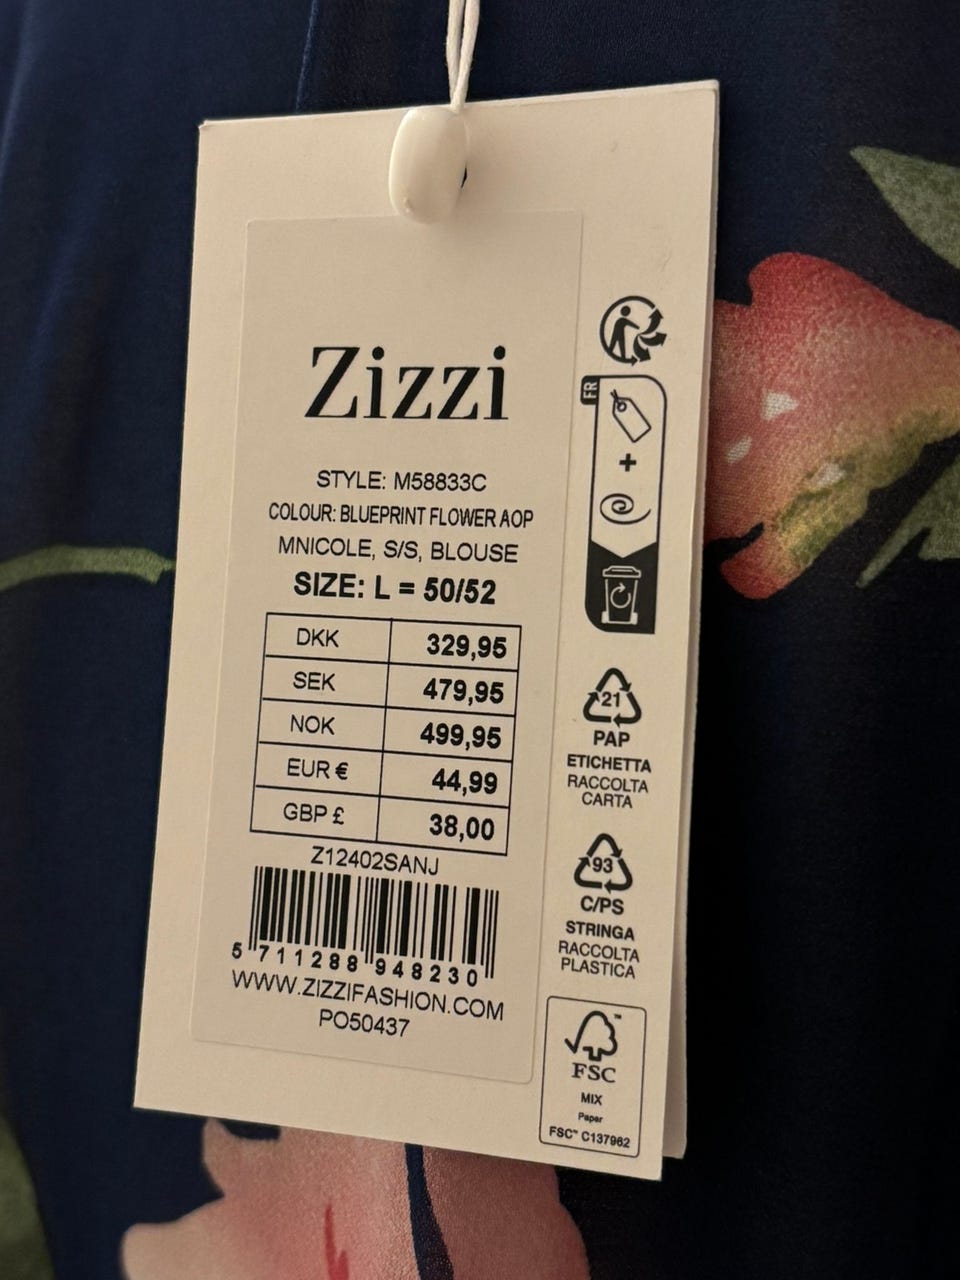 Zizzi
STYLE: M58833C
COLOUR: BLUEPRINT FLOWER AOP
MNICOLE, S/S, BLOUSE
SIZE: L = 50/52
DKK 329,95
SEK 479,95
NOK 499,95
EUR € 44,99
GBP £ 38,00
Z12402SANJ
5 711288 948230
WWW.ZIZZIFASHION.COM
PO50437
FR
+
21
PAP
ETICHETTA
RACCOLTA
CARTA
93
C/PS
STRINGA
RACCOLTA
PLASTICA
FSC
MIX
Paper
FSC™ C137962